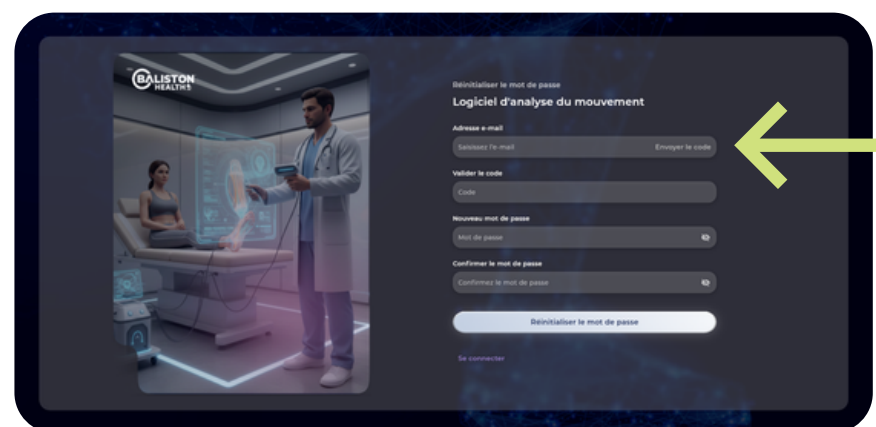 BALISTON
HEALTH
Réinitialiser le mot de passe
Logiciel d'analyse du mouvement
Adresse e-mail
Saisissez l'e-mail Envoyer le code
Valider le code
Code
Nouveau mot de passe
Mot de passe
Confirmer le mot de passe
Confirmez le mot de passe
Réinitialiser le mot de passe
Se connecter